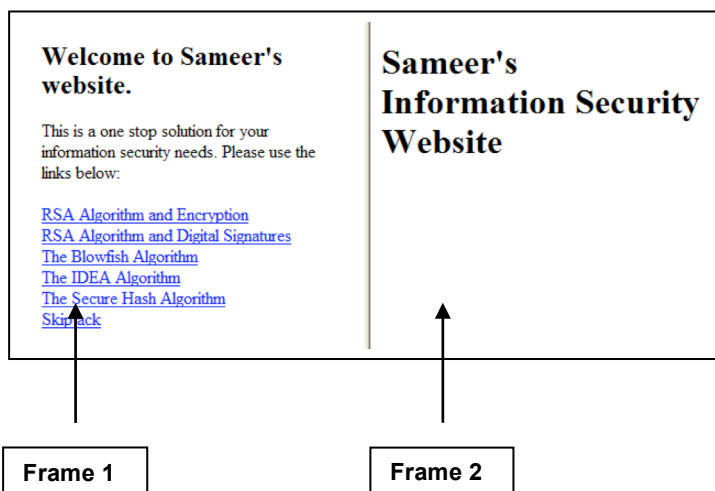 Welcome to Sameer's
website.
This is a one stop solution for your
information security needs. Please use the
links below:
RSA Algorithm and Encryption
RSA Algorithm and Digital Signatures
The Blowfish Algorithm
The IDEA Algorithm
The Secure Hash Algorithm
Skipjack
Sameer's
Information Security
Website
Frame 1
Frame 2